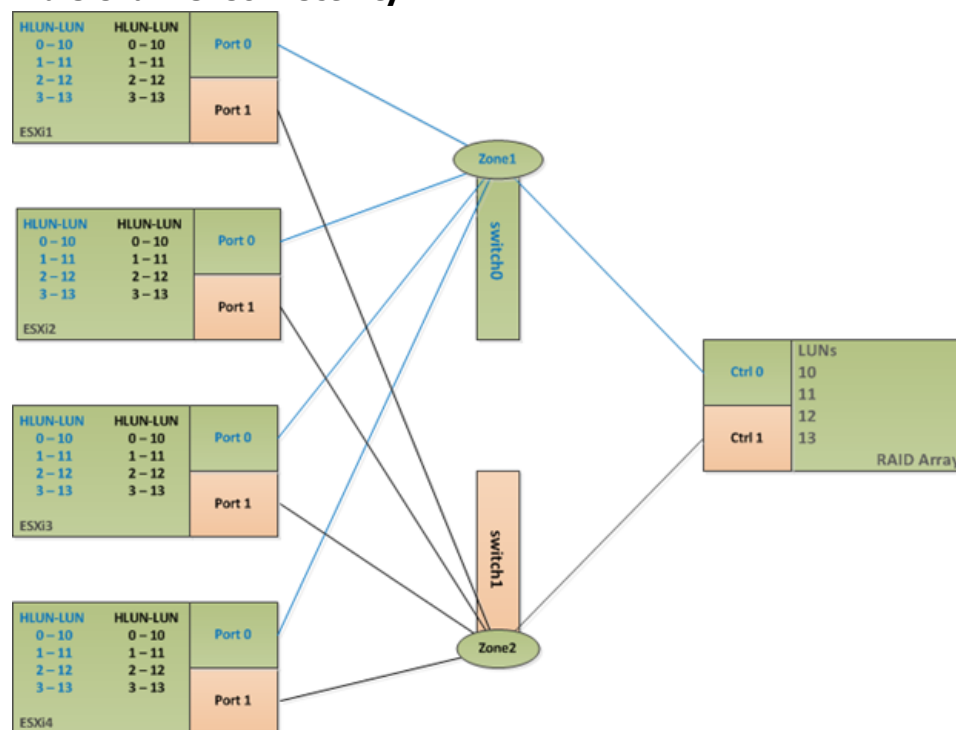 HLUN-LUN HLUN-LUN
0 – 10 0 – 10
1 – 11 1 – 11
2 – 12 2 – 12
3 – 13 3 – 13
ESXi1
Port 0
Port 1
HLUN-LUN HLUN-LUN
0 – 10 0 – 10
1 – 11 1 – 11
2 – 12 2 – 12
3 – 13 3 – 13
ESXi2
Port 0
Port 1
HLUN-LUN HLUN-LUN
0 – 10 0 – 10
1 – 11 1 – 11
2 – 12 2 – 12
3 – 13 3 – 13
ESXi3
Port 0
Port 1
HLUN-LUN HLUN-LUN
0 – 10 0 – 10
1 – 11 1 – 11
2 – 12 2 – 12
3 – 13 3 – 13
ESXi4
Port 0
Port 1
Zone1
switch0
switch1
Zone2
Ctrl 0
Ctrl 1
LUNs
10
11
12
13
RAID Array